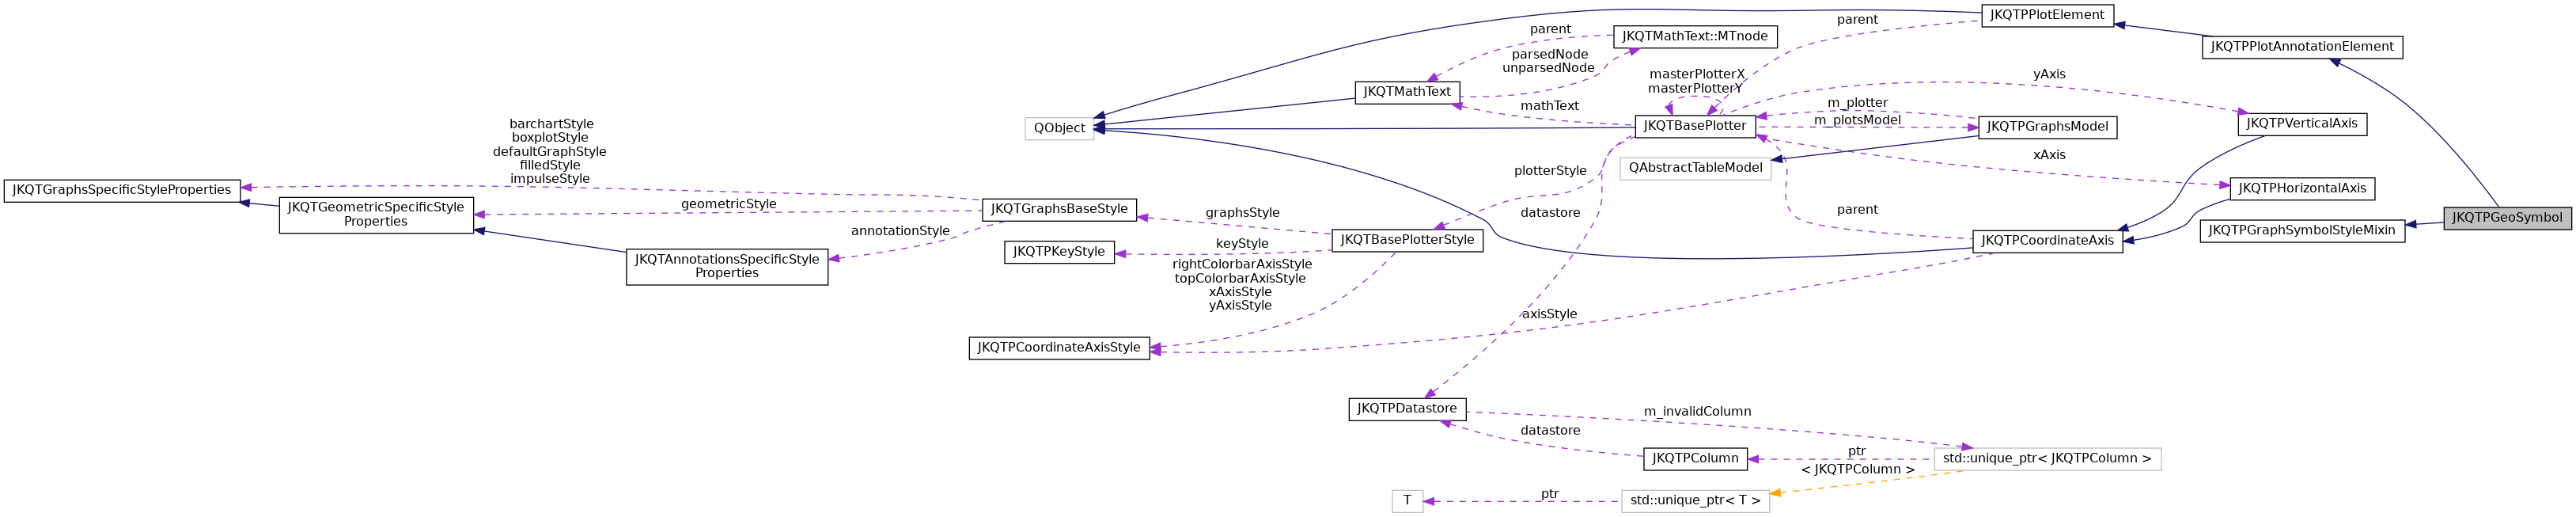 JKQTPPlotElement
parent
parent
JKQTMathText::MTnode
JKQTPPlotAnnotationElement
parsedNode
unparsedNode
masterPlotterX
masterPlotterY
yAxis
JKQTMathText
mathText
m_plotter
m_plotsModel
barchartStyle
boxplotStyle
defaultGraphStyle
filledStyle
impulseStyle
QObject
JKQTBasePlotter
JKQTPGraphsModel
JKQTPVerticalAxis
xAxis
plotterStyle
QAbstractTableModel
JKQTGraphsSpecificStyleProperties
JKQTPHorizontalAxis
JKQTGeometricSpecificStyle
Properties
geometricStyle
JKQTGraphsBaseStyle
graphsStyle
datastore
parent
JKQTPGeoSymbol
annotationStyle
JKQTPGraphSymbolStyleMixin
keyStyle
JKQTBasePlotterStyle
JKQTPCoordinateAxis
JKQTPKeyStyle
JKQTAnnotationsSpecificStyle
Properties
rightColorbarAxisStyle
topColorbarAxisStyle
xAxisStyle
yAxisStyle
axisStyle
JKQTPCoordinateAxisStyle
JKQTPDatastore
m_invalidColumn
datastore
JKQTPColumn
ptr
std::unique_ptr< JKQTPColumn >
< JKQTPColumn >
T
ptr
std::unique_ptr< T >